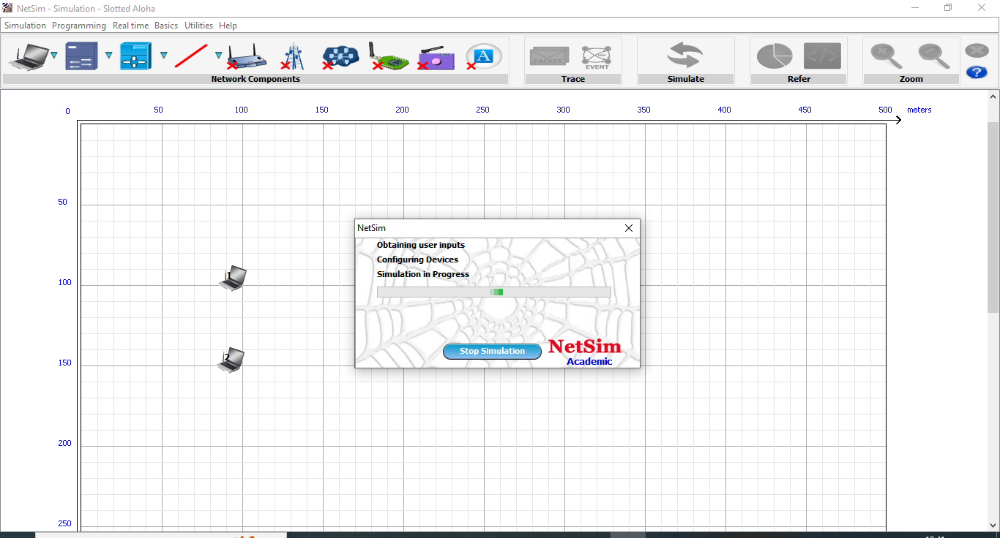 NetSim - Simulation - Slotted Aloha
Simulation Programming Real time Basics Utilities Help
A
PACKET
EVENT
</>
?
Network Components
Trace
Simulate
Refer
Zoom
0 50 100 150 200 250 300 350 400 450 500 meters
50
100
150
200
250
1
2
NetSim
Obtaining user inputs
Configuring Devices
Simulation in Progress
Stop Simulation
NetSim
Academic